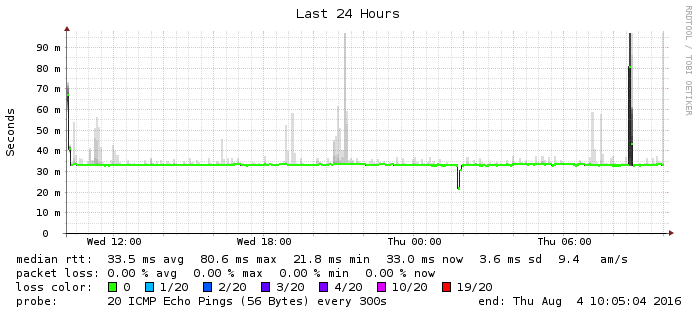 Last 24 Hours
RRDTOOL / TOBI OETIKER
Seconds
90 m
80 m
70 m
60 m
50 m
40 m
30 m
20 m
10 m
0
Wed 12:00 Wed 18:00 Thu 00:00 Thu 06:00
median rtt: 33.5 ms avg 80.6 ms max 21.8 ms min 33.0 ms now 3.6 ms sd 9.4 am/s
packet loss: 0.00 % avg 0.00 % max 0.00 % min 0.00 % now
loss color: 0 1/20 2/20 3/20 4/20 10/20 19/20
probe: 20 ICMP Echo Pings (56 Bytes) every 300s end: Thu Aug 4 10:05:04 2016